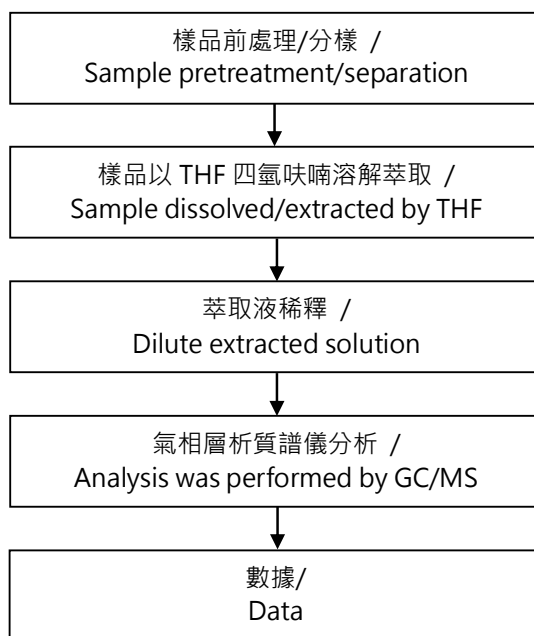 樣品前處理/分樣 /
Sample pretreatment/separation
樣品以 THF 四氫呋喃溶解萃取 /
Sample dissolved/extracted by THF
萃取液稀釋 /
Dilute extracted solution
氣相層析質譜儀分析 /
Analysis was performed by GC/MS
數據/
Data